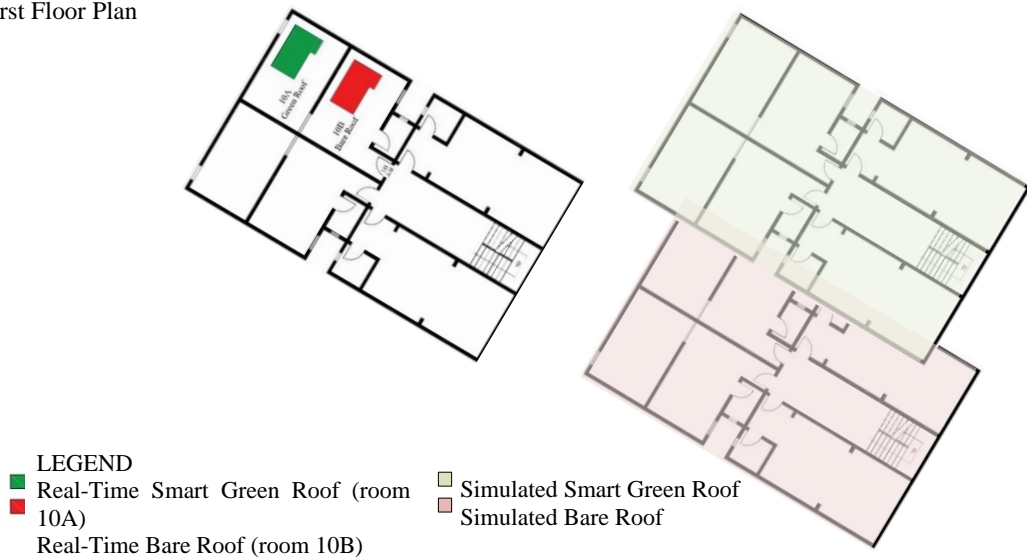 rst Floor Plan
10A
Green Roof
10B
Bare Roof
LEGEND
Real-Time Smart Green Roof (room
10A)
Real-Time Bare Roof (room 10B)
Simulated Smart Green Roof
Simulated Bare Roof